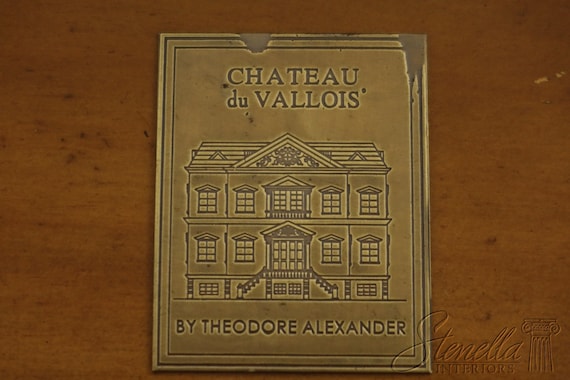 CHATEAU
du VALLOIS®
BY THEODORE ALEXANDER
Stenella
INTERIORS